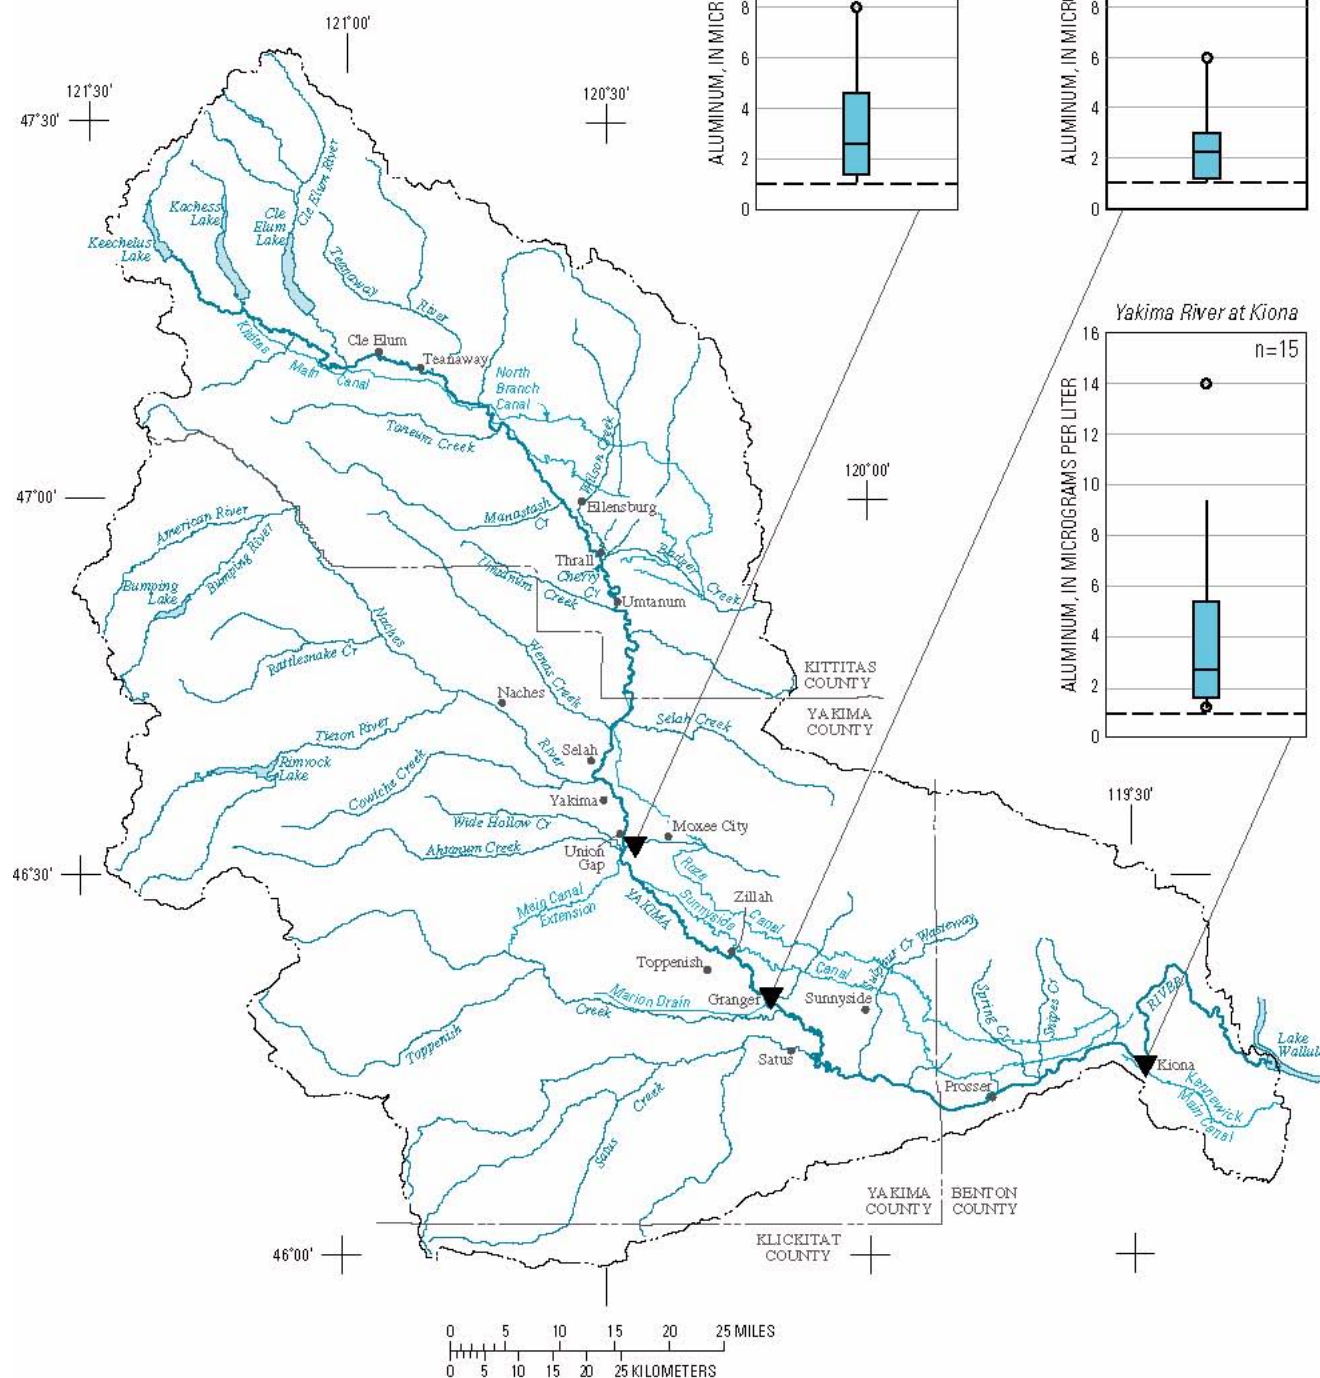 8
6
4
2
0
ALUMINUM, IN MICR
8
6
4
2
0
ALUMINUM, IN MICR
121°00'
121°30'
47°30'
120°30'
Cle Elum River
Kachess
Lake
Cle
Elum
Lake
Keechelus
Lake
Teanaway
River
Kittitas
Main
Canal
Cle Elum
Teanaway
North
Branch
Canal
Yakima River at Kiona
n=15
16
14
12
10
8
6
4
2
0
ALUMINUM, IN MICROGRAMS PER LITER
Taneum Creek
Wilson Creek
120°00'
47°00'
Ellensburg
Manastash
Cr
American River
Bumping River
Bumping
Lake
Thrall
Cherry
Cr
Badger
Creek
Umtanum
Creek
Umtanum
Naches
Rattlesnake Cr
Wenas Creek
KITTITAS
COUNTY
YAKIMA
COUNTY
Naches
Selah Creek
Tieton River
River
Selah
Rimrock
Lake
Cowiche Creek
Yakima
119°30'
Wide Hollow Cr
Moxee City
Ahtanum Creek
Union
Gap
46°30'
Roza
Canal
Sunnyside
Canal
Zillah
Main Canal
Extension
YAKIMA
Sulphur Cr Wasteway
Toppenish
Marion Drain
Granger
Sunnyside
Creek
Toppenish
Spring Cr
Snipes Cr
RIVER
Lake
Wallul
Satus
Kiona
Prosser
Kennewick
Main Canal
Creek
Satus
YAKIMA
COUNTY
BENTON
COUNTY
KLICKITAT
COUNTY
46°00'
0 5 10 15 20 25 MILES
0 5 10 15 20 25 KILOMETERS